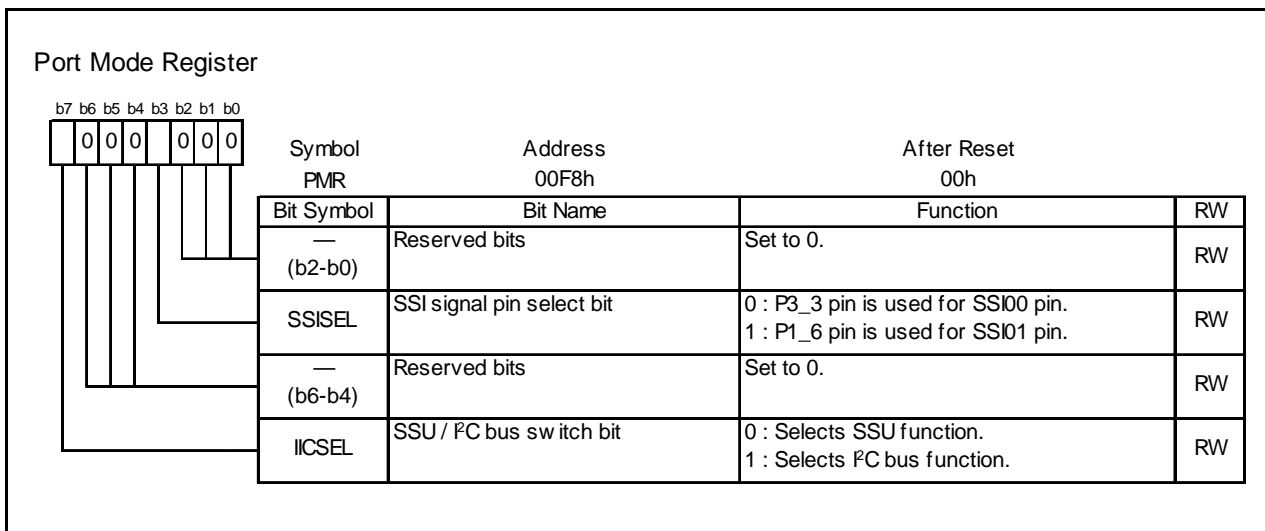 Port Mode Register
b7 b6 b5 b4 b3 b2 b1 b0
0 0 0 0 0 0
Symbol Address After Reset
PMR 00F8h 00h
Bit Symbol Bit Name Function RW
— Reserved bits Set to 0. RW
(b2-b0)
SSISEL SSI signal pin select bit 0 : P3_3 pin is used for SSI00 pin. RW
1 : P1_6 pin is used for SSI01 pin.
— Reserved bits Set to 0. RW
(b6-b4)
IICSEL SSU / I²C bus switch bit 0 : Selects SSU function. RW
1 : Selects I²C bus function.